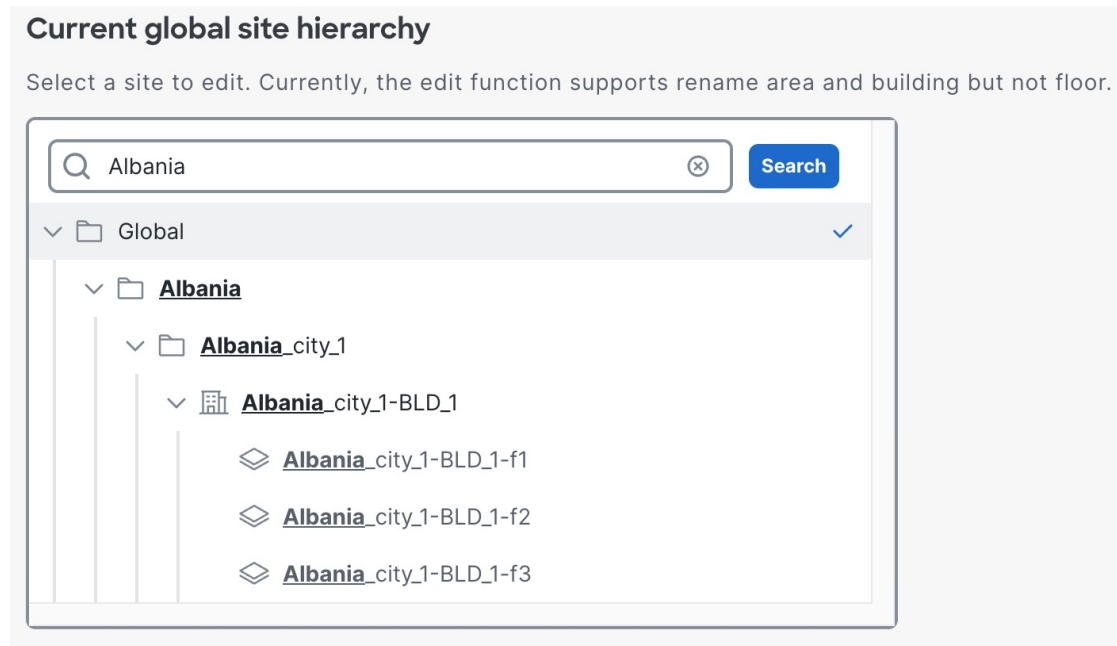 Current global site hierarchy
Select a site to edit. Currently, the edit function supports rename area and building but not floor.
Albania Search
Global
Albania
Albania_city_1
Albania_city_1-BLD_1
Albania_city_1-BLD_1-f1
Albania_city_1-BLD_1-f2
Albania_city_1-BLD_1-f3